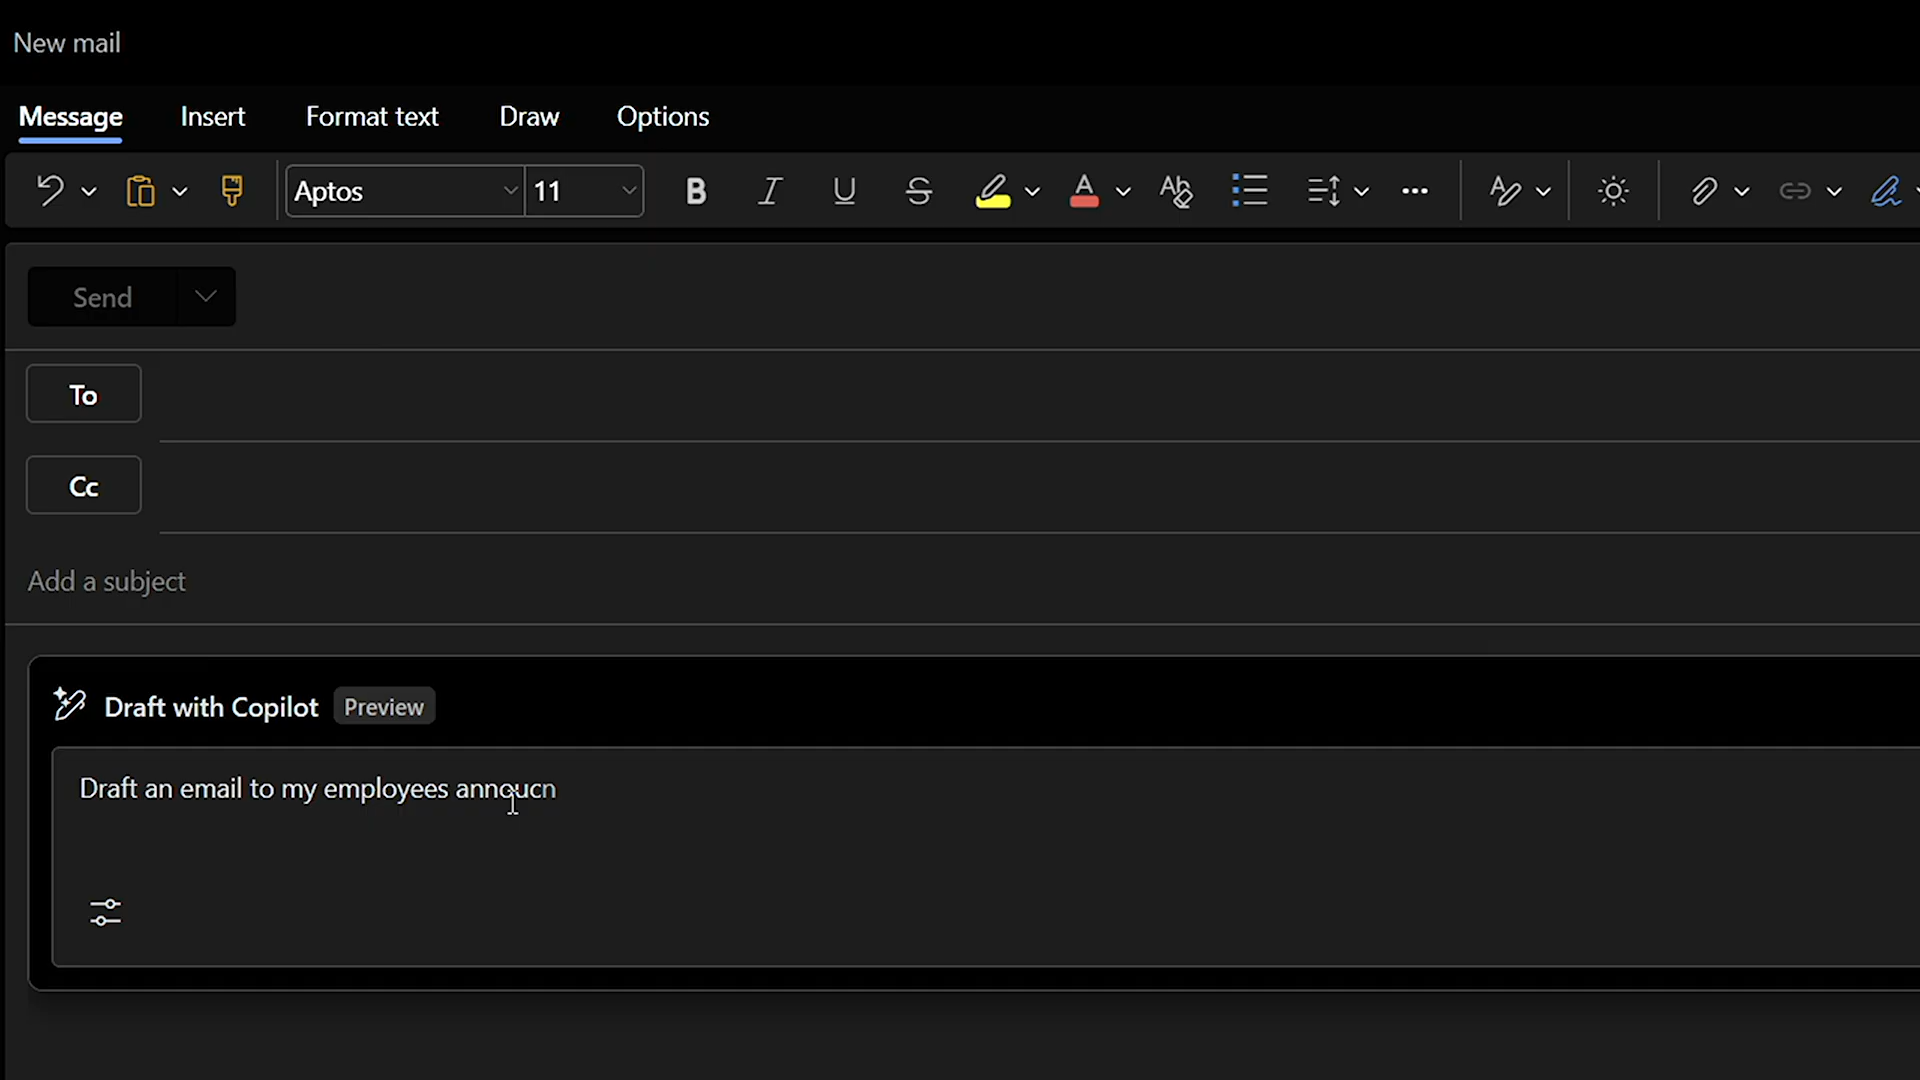 New mail
Message Insert Format text Draw Options
Aptos 11
Send
To
Cc
Add a subject
Draft with Copilot Preview
Draft an email to my employees annoucn